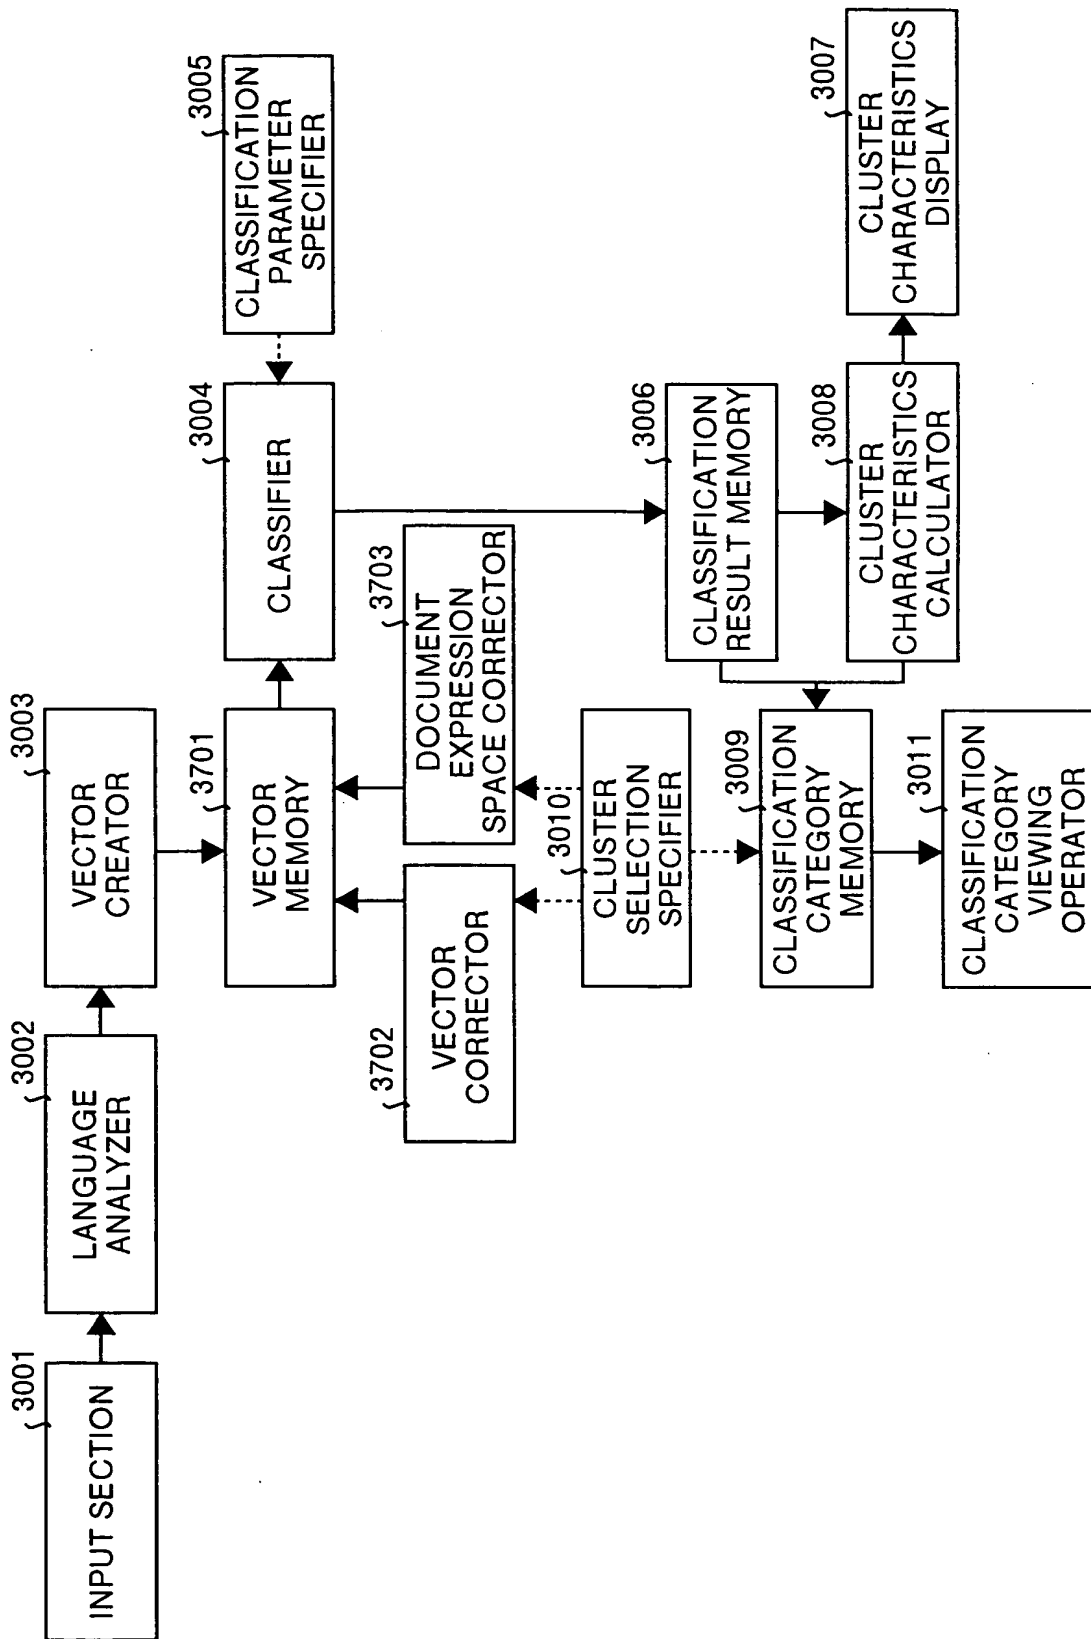 3001
INPUT SECTION
3002
LANGUAGE
ANALYZER
3003
VECTOR
CREATOR
3701
VECTOR
MEMORY
3004
CLASSIFIER
3005
CLASSIFICATION
PARAMETER
SPECIFIER
3702
VECTOR
CORRECTOR
3703
DOCUMENT
EXPRESSION
SPACE CORRECTOR
3010
CLUSTER
SELECTION
SPECIFIER
3006
CLASSIFICATION
RESULT MEMORY
3009
CLASSIFICATION
CATEGORY
MEMORY
3008
CLUSTER
CHARACTERISTICS
CALCULATOR
3007
CLUSTER
CHARACTERISTICS
DISPLAY
3011
CLASSIFICATION
CATEGORY
VIEWING
OPERATOR